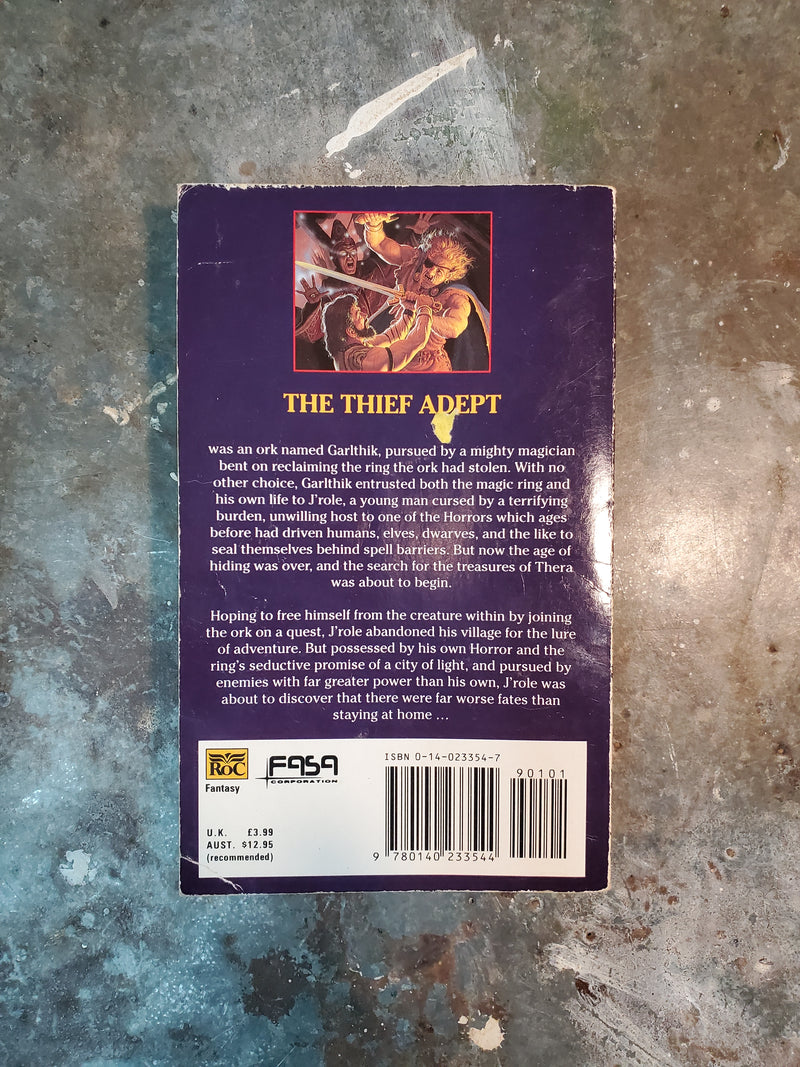 THE THIEF ADEPT
was an ork named Garlthik, pursued by a mighty magician
bent on reclaiming the ring the ork had stolen. With no
other choice, Garlthik entrusted both the magic ring and
his own life to J'role, a young man cursed by a terrifying
burden, unwilling host to one of the Horrors which ages
before had driven humans, elves, dwarves, and the like to
seal themselves behind spell barriers. But now the age of
hiding was over, and the search for the treasures of Thera
was about to begin.
Hoping to free himself from the creature within by joining
the ork on a quest, J'role abandoned his village for the lure
of adventure. But possessed by his own Horror and the
ring's seductive promise of a city of light, and pursued by
enemies with far greater power than his own, J'role was
about to discover that there were far worse fates than
staying at home ...
ROC
Fantasy
FASA
CORPORATION
U.K. £3.99
AUST. $12.95
(recommended)
ISBN 0-14-023354-7
90101
9 780140 233544